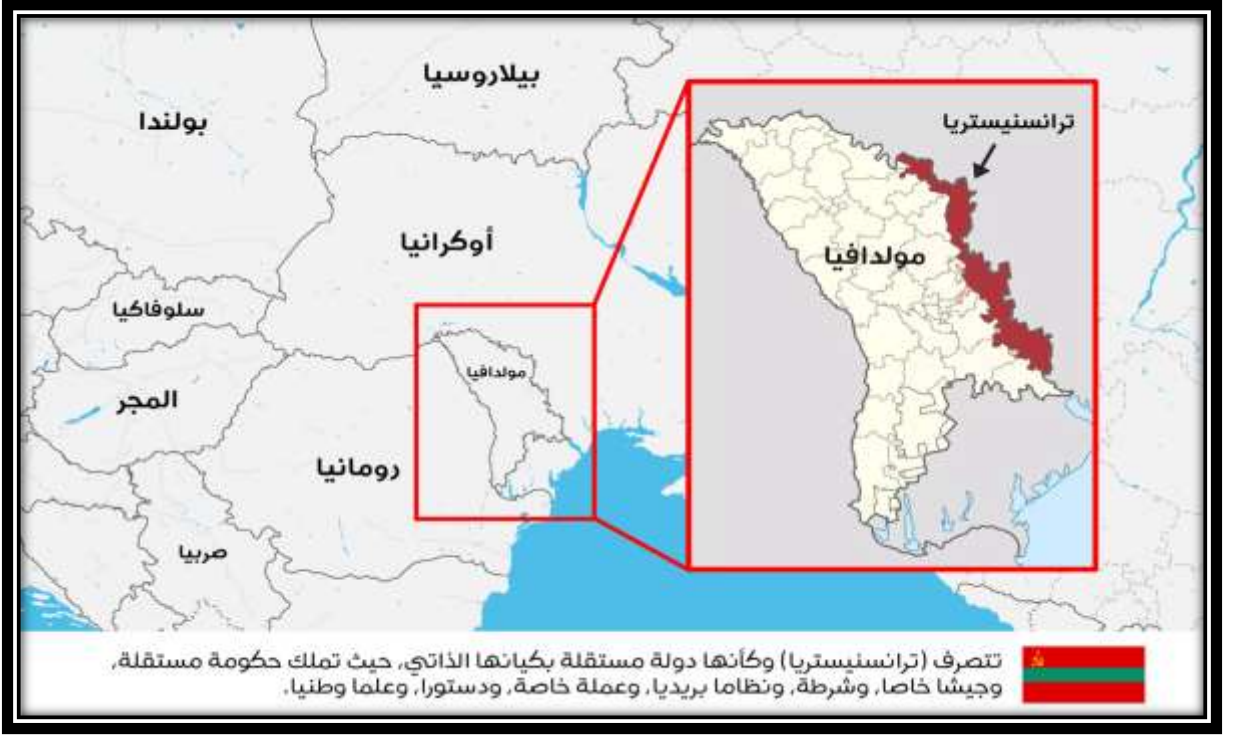 بيلاروسيا
بولندا
ترانسنيستريا
أوكرانيا
مولدافيا
سلوفاكيا
مولدافيا
المجر
رومانيا
صربيا
تتصرف (ترانسنيستريا) وكأنها دولة مستقلة بكيانها الذاتي, حيث تملك حكومة مستقلة,
وجيشا خاصا, وشرطة, ونظاما بريديا, وعملة خاصة, ودستورا, وعلما وطنيا.